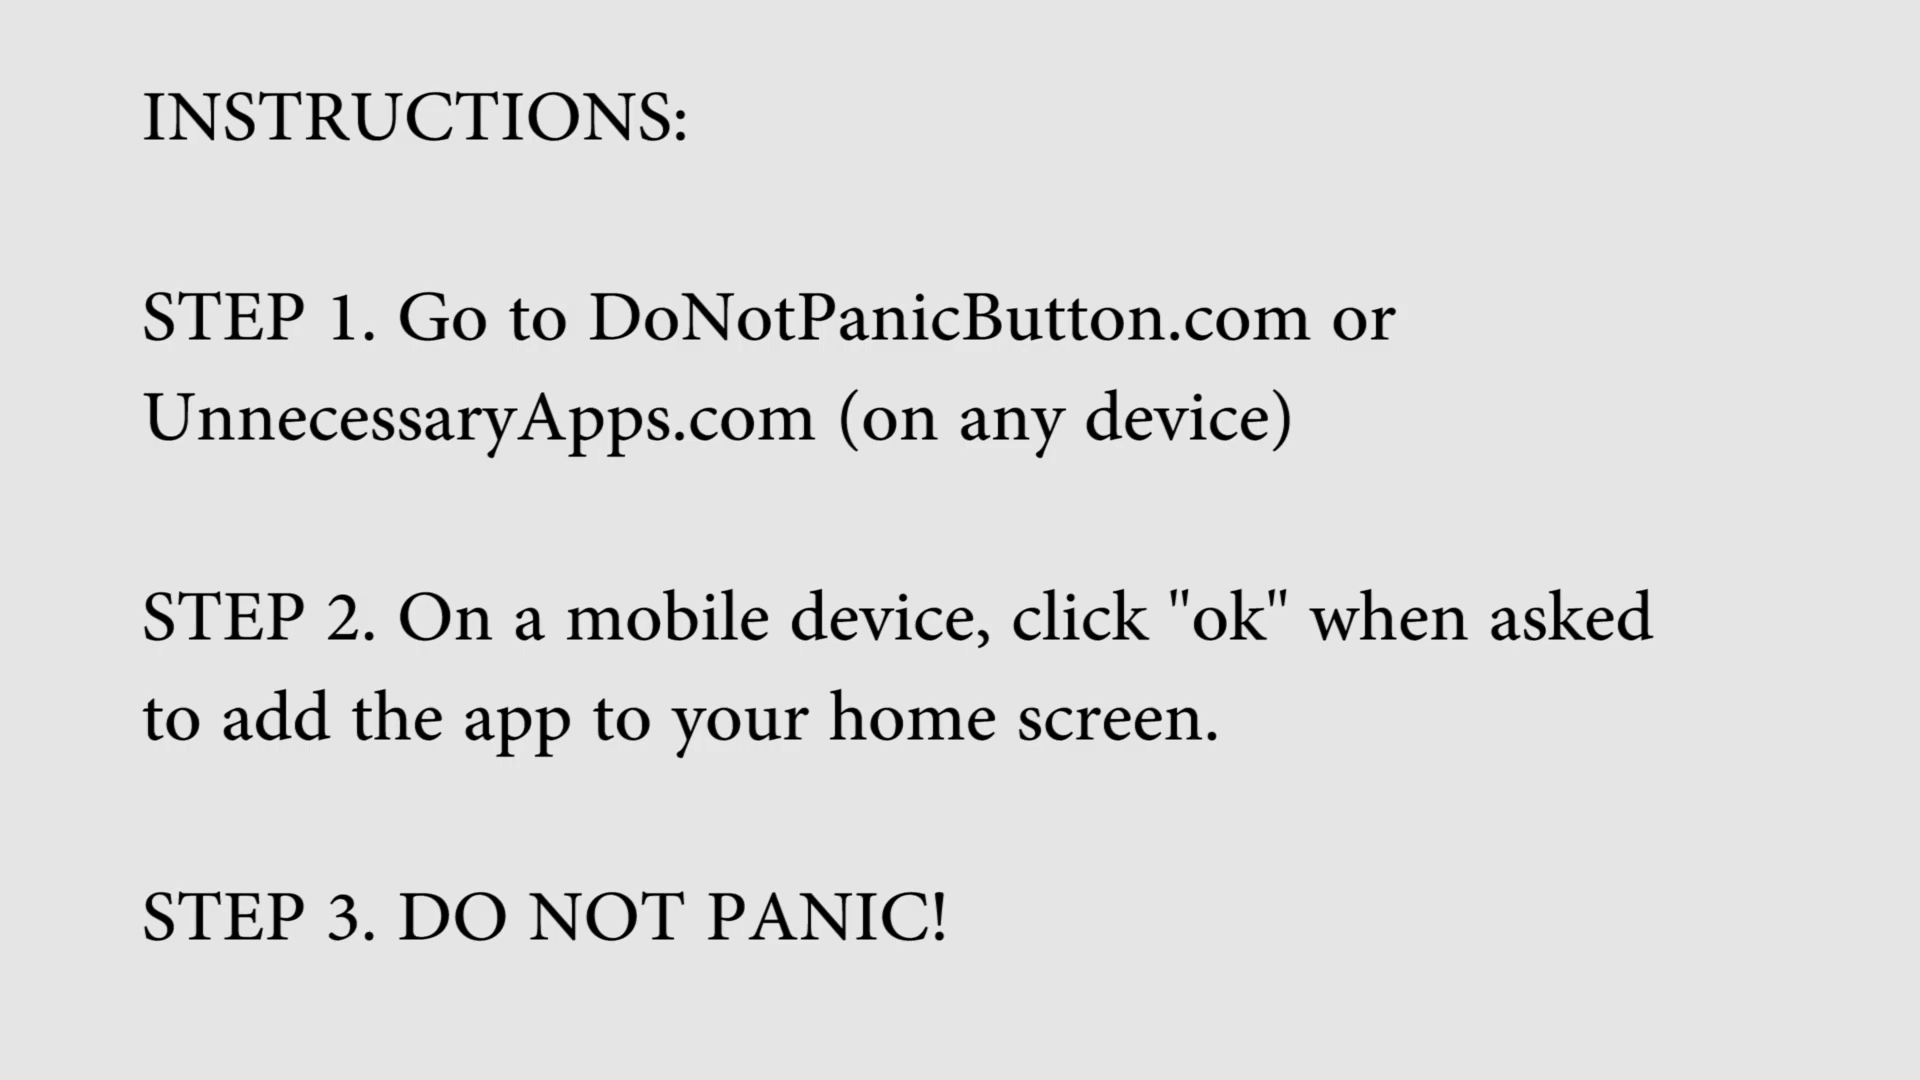 INSTRUCTIONS:
STEP 1. Go to DoNotPanicButton.com or
UnnecessaryApps.com (on any device)
STEP 2. On a mobile device, click "ok" when asked
to add the app to your home screen.
STEP 3. DO NOT PANIC!